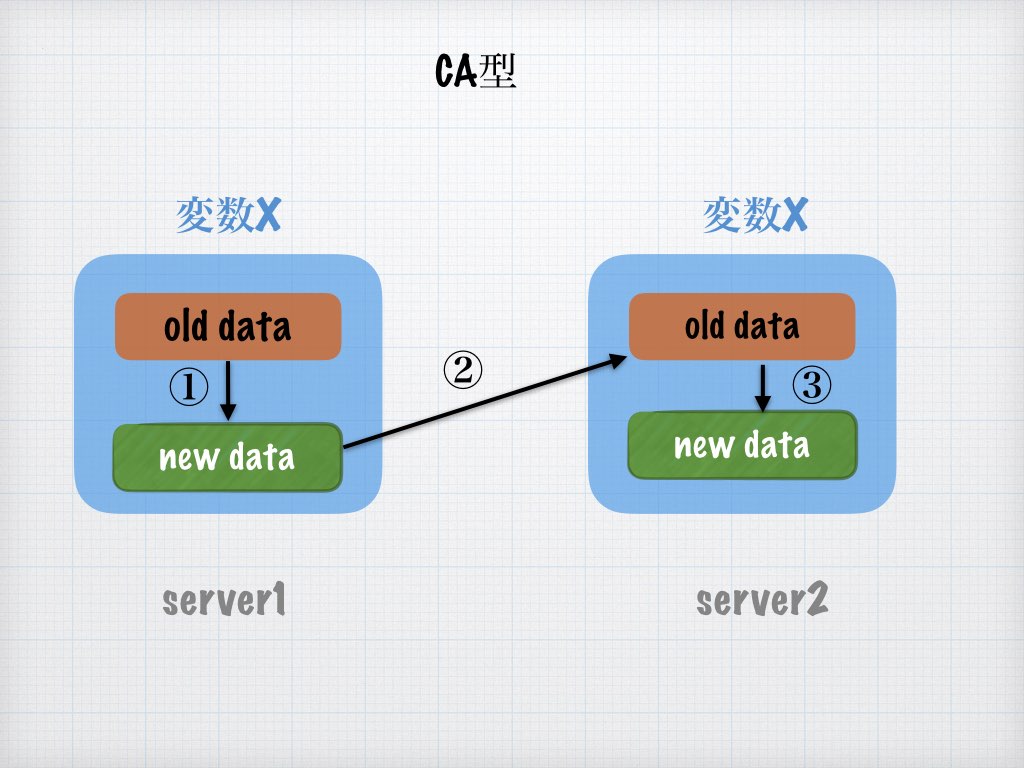 CA型
変数X
変数X
old data
old data
①
②
③
new data
new data
server1
server2